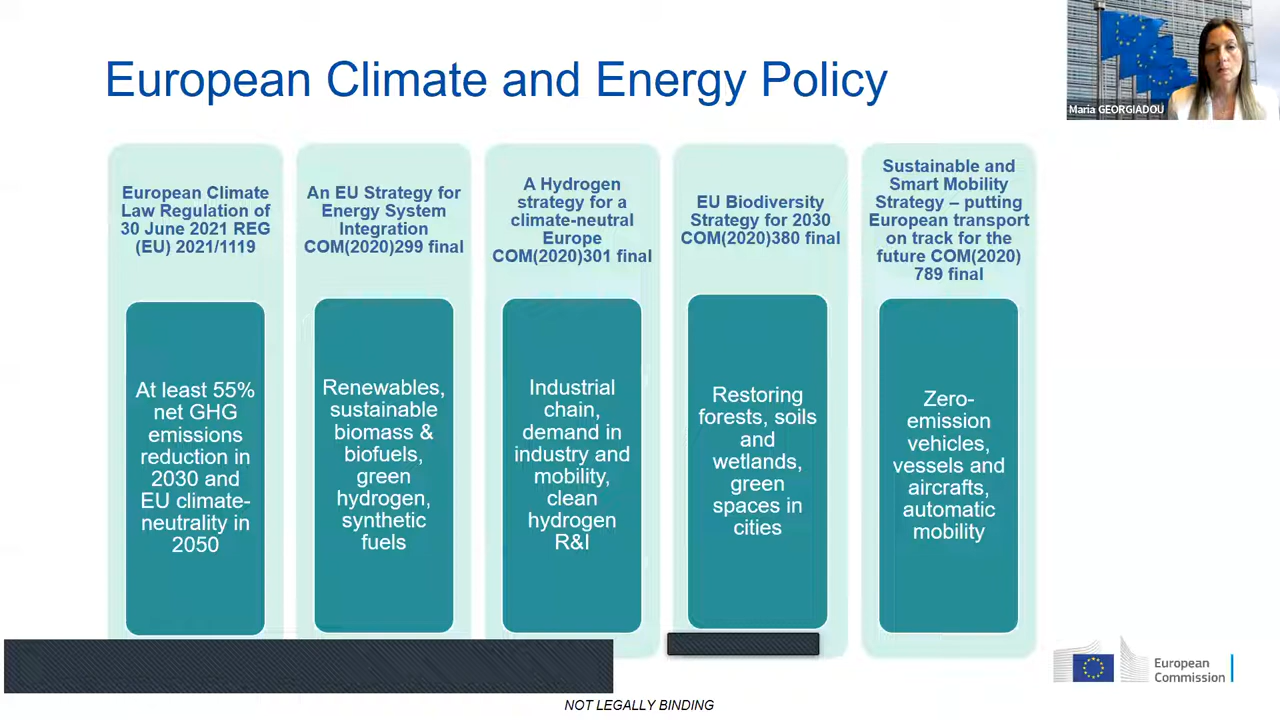 European Climate and Energy Policy
Maria GEORGIADOU
European Climate
Law Regulation of
30 June 2021 REG
(EU) 2021/1119
At least 55%
net GHG
emissions
reduction in
2030 and
EU climate-
neutrality in
2050
An EU Strategy for
Energy System
Integration
COM(2020)299 final
Renewables,
sustainable
biomass &
biofuels,
green
hydrogen,
synthetic
fuels
A Hydrogen
strategy for a
climate-neutral
Europe
COM(2020)301 final
Industrial
chain,
demand in
industry and
mobility,
clean
hydrogen
R&I
EU Biodiversity
Strategy for 2030
COM(2020)380 final
Restoring
forests, soils
and
wetlands,
green
spaces in
cities
Sustainable and
Smart Mobility
Strategy – putting
European transport
on track for the
future COM(2020)
789 final
Zero-
emission
vehicles,
vessels and
aircrafts,
automatic
mobility
European
Commission
NOT LEGALLY BINDING